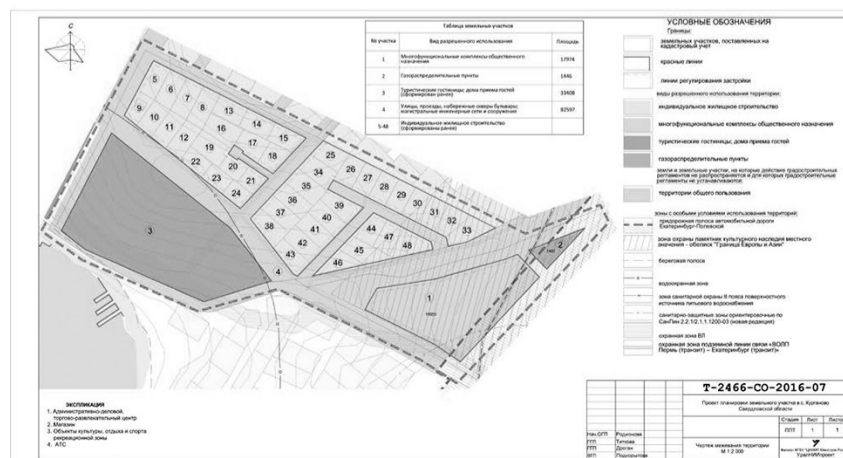 С
Таблица земельных участков
№ участка Вид разрешенного использования Площадь
1 Многофункциональные комплексы общественного назначения 17974
2 Газораспределительные пункты 1446
3 Туристические гостиницы; дома приема гостей (сформирован ранее) 33408
4 Улицы, проезды, набережные скверы бульвары; магистральные инженерные сети и сооружения 82597
5-48 Индивидуальное жилищное строительство (сформированы ранее)
УСЛОВНЫЕ ОБОЗНАЧЕНИЯ
Границы:
земельных участков, поставленных на
кадастровый учет
красные линии
линии регулирования застройки
виды разрешенного использования территории:
индивидуальное жилищное строительство
многофункциональные комплексы общественного назначения
туристические гостиницы; дома приема гостей
газораспределительные пункты
земли и земельные участки, на которые действие градостроительных
регламентов не распространяется и для которых градостроительные
регламенты не устанавливаются:
территории общего пользования
зоны с особыми условиями использования территорий:
придорожная полоса автомобильной дороги
Екатеринбург-Полевской
зона охраны памятник культурного наследия местного
значения - обелиск "Граница Европы и Азии"
береговая полоса
водоохранная зона
зона санитарной охраны III пояса поверхностного
источника питьевого водоснабжения
санитарно-защитные зоны ориентировочные по
СанПин 2.2.1/2.1.1.1200-03 (новая редакция)
охранная зона ВЛ
охранная зона подземной линии связи «ВОЛП
Пермь (транзит) – Екатеринбург (транзит)»
5
6
7
8
9
10
11
12
13
14
15
16
17
18
19
20
21
22
23
24
25
26
27
28
29
30
31
32
33
34
35
36
37
38
39
40
41
42
43
44
45
46
47
48
3
4
1
2
ЭКСПЛИКАЦИЯ
1. Административно-деловой,
торгово-развлекательный центр
2. Магазин
3. Объекты культуры, отдыха и спорта
рекреационной зоны
4. АТС
Т-2466-СО-2016-07
Проект планировки земельного участка в с. Курганово
Свердловской области
Стадия Лист Листов
ППТ 1 1
Нач.ОГП Родионова
ГГП Титкова
ГГП Дроган
Чертеж межевания территории
М 1:2 000
УралНИИпроект